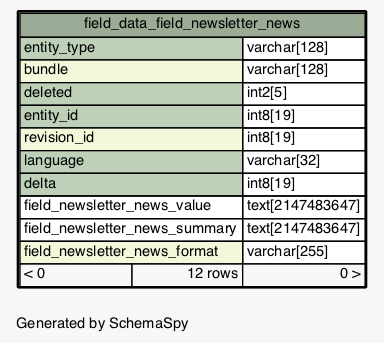 field_data_field_newsletter_news
entity_type varchar[128]
bundle varchar[128]
deleted int2[5]
entity_id int8[19]
revision_id int8[19]
language varchar[32]
delta int8[19]
field_newsletter_news_value text[2147483647]
field_newsletter_news_summary text[2147483647]
field_newsletter_news_format varchar[255]
< 0 12 rows 0 >
Generated by SchemaSpy